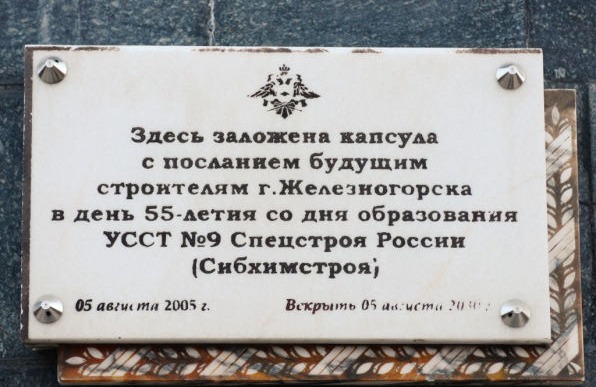 Здесь заложена капсула
с посланием будущим
строителям г.Железногорска
в день 55-летия со дня образования
УССТ №9 Спецстроя России
(Сибхимстроя)
05 августа 2005 г. Вскрыть 05 августа